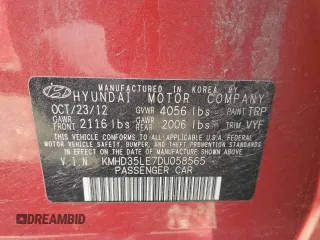 MANUFACTURED IN KOREA BY
HYUNDAI MOTOR COMPANY
OCT/23/12 GVWR 4056 lbs PAINT TRP
GAWR FRONT 2116 lbs GAWR REAR 2006 lbs TRIM VYF
THIS VEHICLE CONFORMS TO ALL APPLICABLE
U.S. FEDERAL MOTOR VEHICLE SAFETY, BUMPER
AND THEFT PREVENTION STANDARDS IN EFFECT
ON THE DATE OF MANUFACTURE SHOWN ABOVE.
V I N KMHD35LE7DU058565
PASSENGER CAR